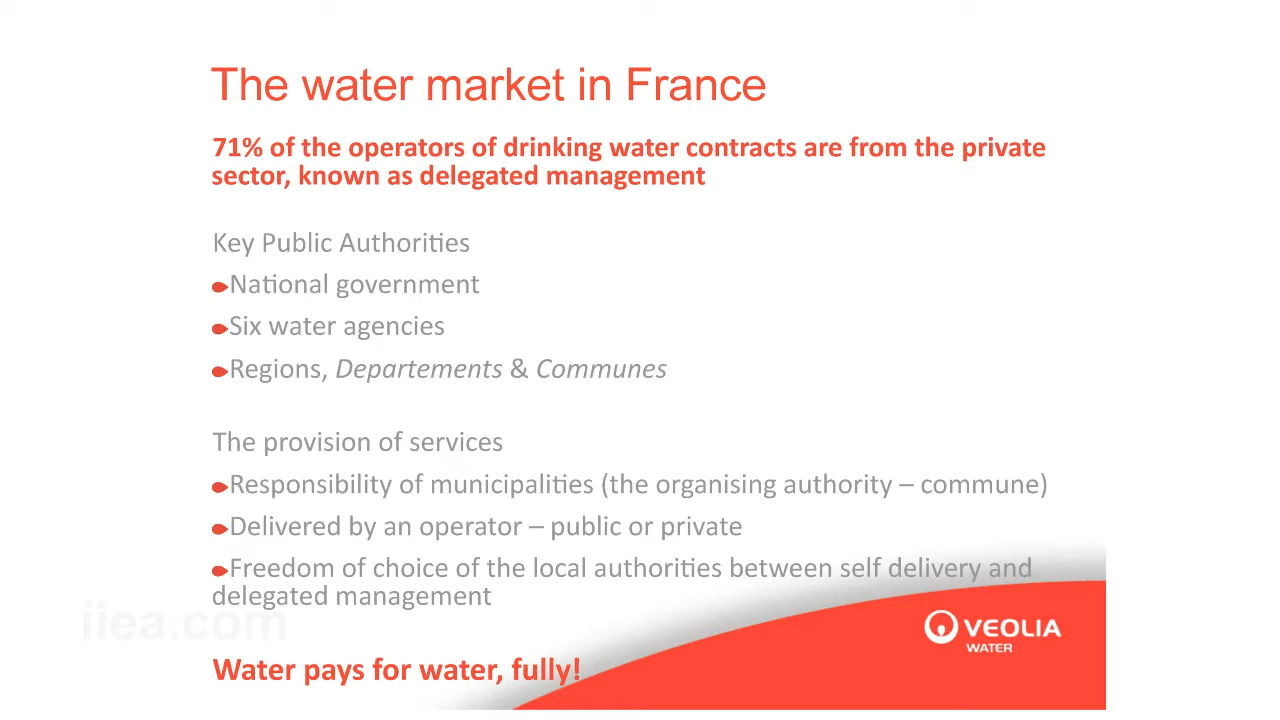 The water market in France
71% of the operators of drinking water contracts are from the private
sector, known as delegated management
Key Public Authorities
National government
Six water agencies
Regions, Departements & Communes
The provision of services
Responsibility of municipalities (the organising authority – commune)
Delivered by an operator – public or private
Freedom of choice of the local authorities between self delivery and
delegated management
iiea.com
VEOLIA
WATER
Water pays for water, fully!